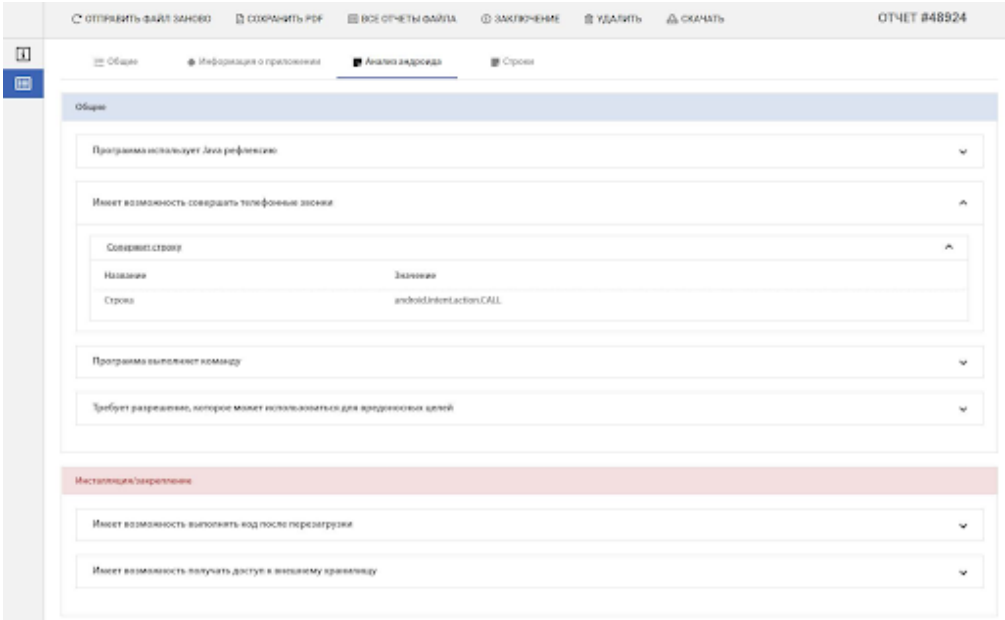 ОТПРАВИТЬ ФАЙЛ ЗАНОВО СОХРАНИТЬ PDF ВСЕ ОТЧЕТЫ ФАЙЛА ЗАКЛЮЧЕНИЕ УДАЛИТЬ СКАЧАТЬ ОТЧЕТ #48924
Общие Информация о приложении Анализ андроида Строки
Общие
Программа использует Java рефлексию
Имеет возможность совершать телефонные звонки
Содержит строку
Название Значение
Строка android.intent.action.CALL
Программа выполняет команду
Требует разрешение, которое может использоваться для вредоносных целей
Инсталляция/закрепление
Имеет возможность выполнять код после перезагрузки
Имеет возможность получать доступ к внешнему хранилищу